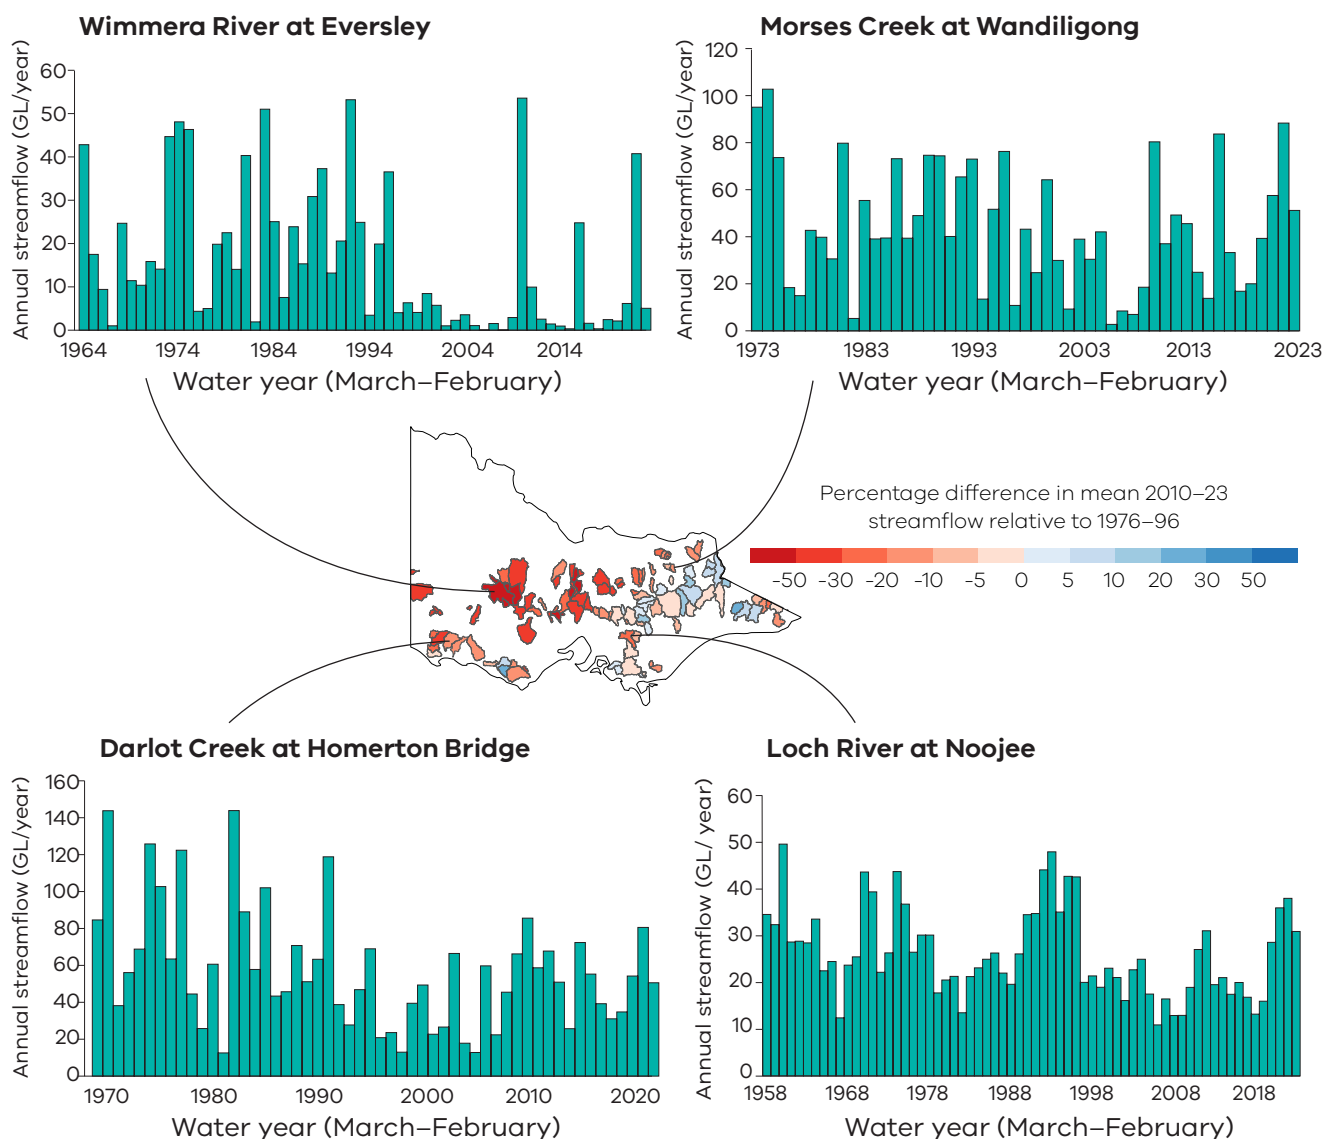 Wimmera River at Eversley
Annual streamflow (GL/year)
60
50
40
30
20
10
0
1964 1974 1984 1994 2004 2014
Water year (March–February)
Morses Creek at Wandiligong
Annual streamflow (GL/year)
120
100
80
60
40
20
0
1973 1983 1993 2003 2013 2023
Water year (March–February)
Percentage difference in mean 2010–23
streamflow relative to 1976–96
-50 -30 -20 -10 -5 0 5 10 20 30 50
Darlot Creek at Homerton Bridge
Annual streamflow (GL/year)
160
140
120
100
80
60
40
20
0
1970 1980 1990 2000 2010 2020
Water year (March–February)
Loch River at Noojee
Annual streamflow (GL/ year)
60
50
40
30
20
10
0
1958 1968 1978 1988 1998 2008 2018
Water year (March–February)